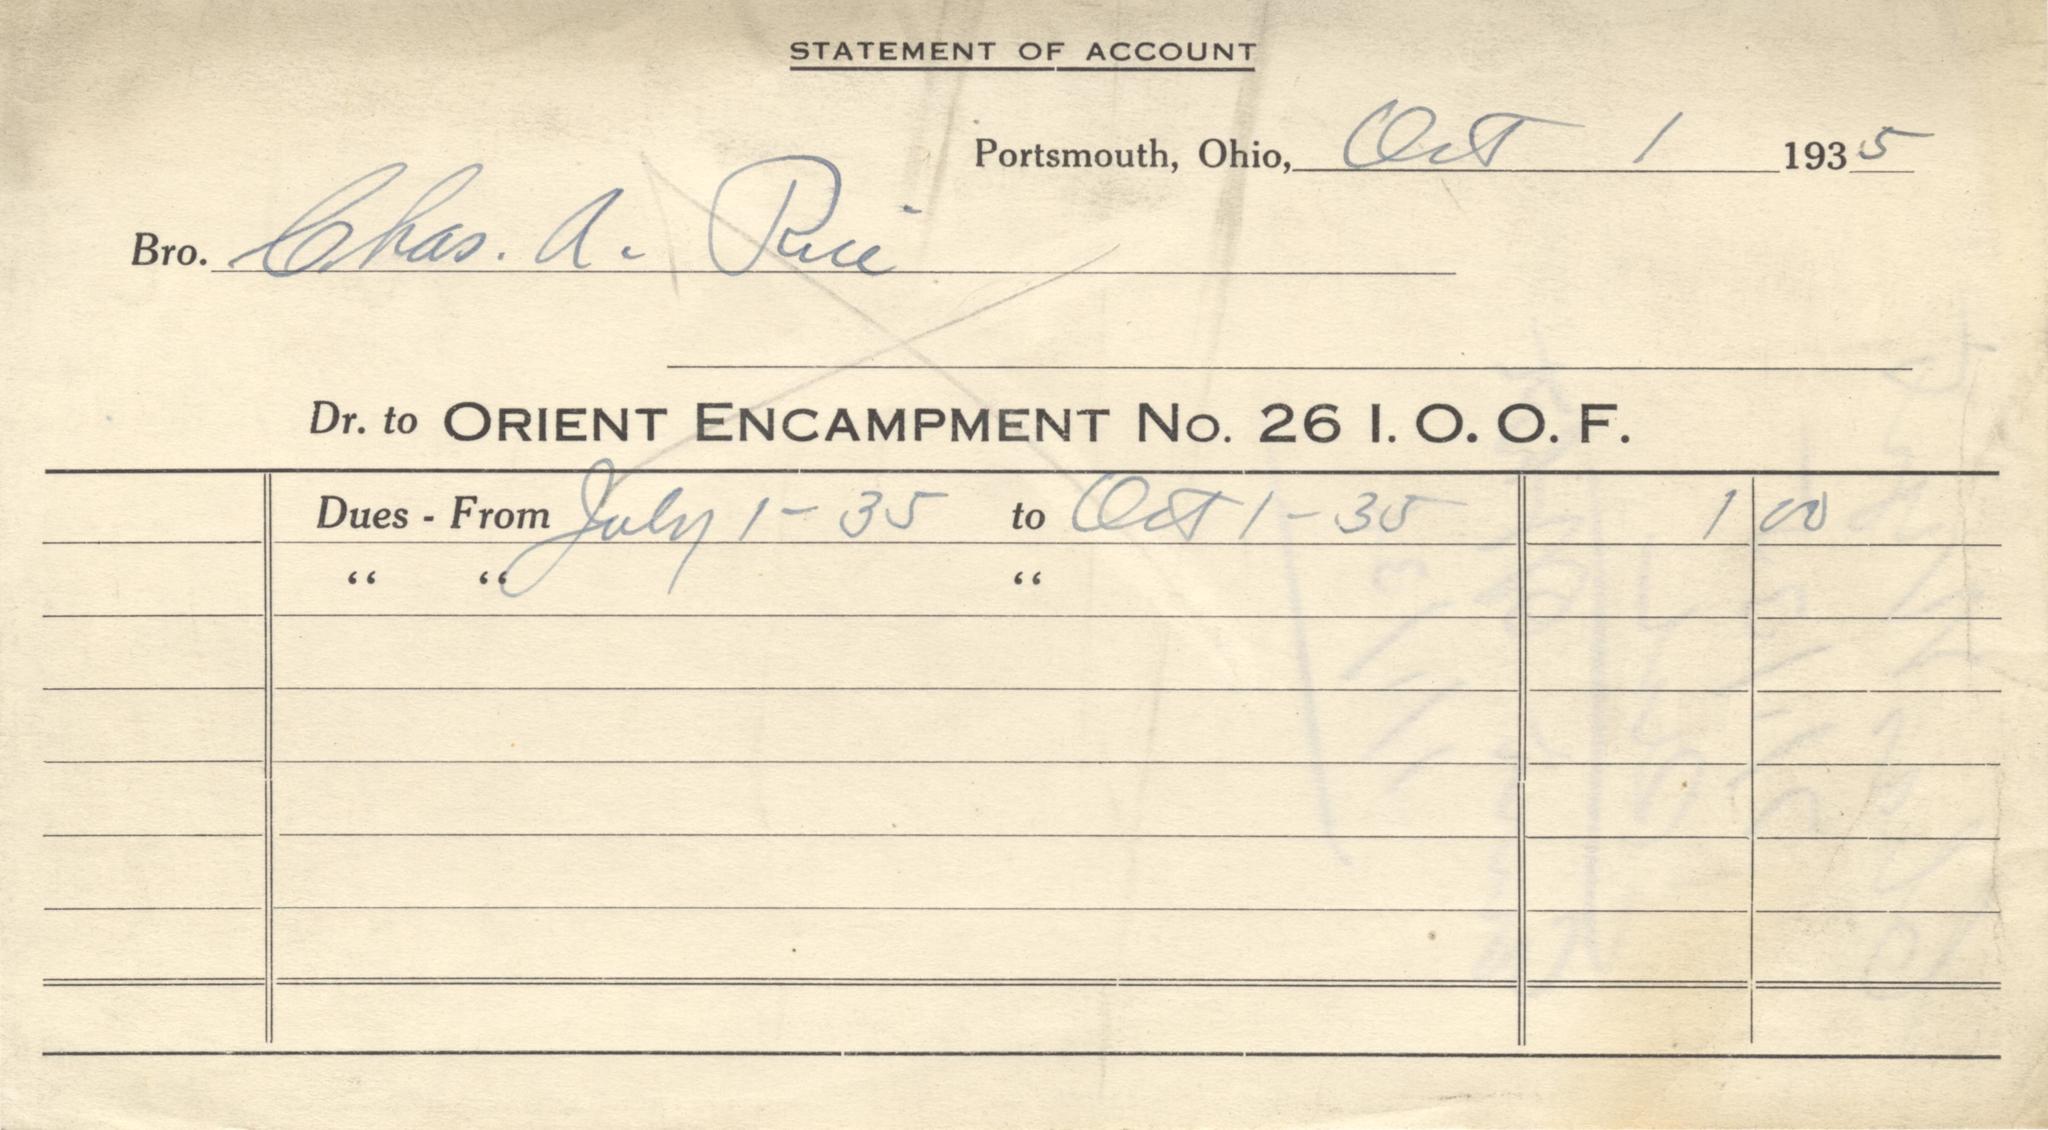 STATEMENT OF ACCOUNT
Portsmouth, Ohio, Oct 1 1935
Bro. Chas. A. Rice
Dr. to ORIENT ENCAMPMENT No. 26 I. O. O. F.
Dues - From July 1 - 35 to Oct 1 - 35 1 00
“ “ “